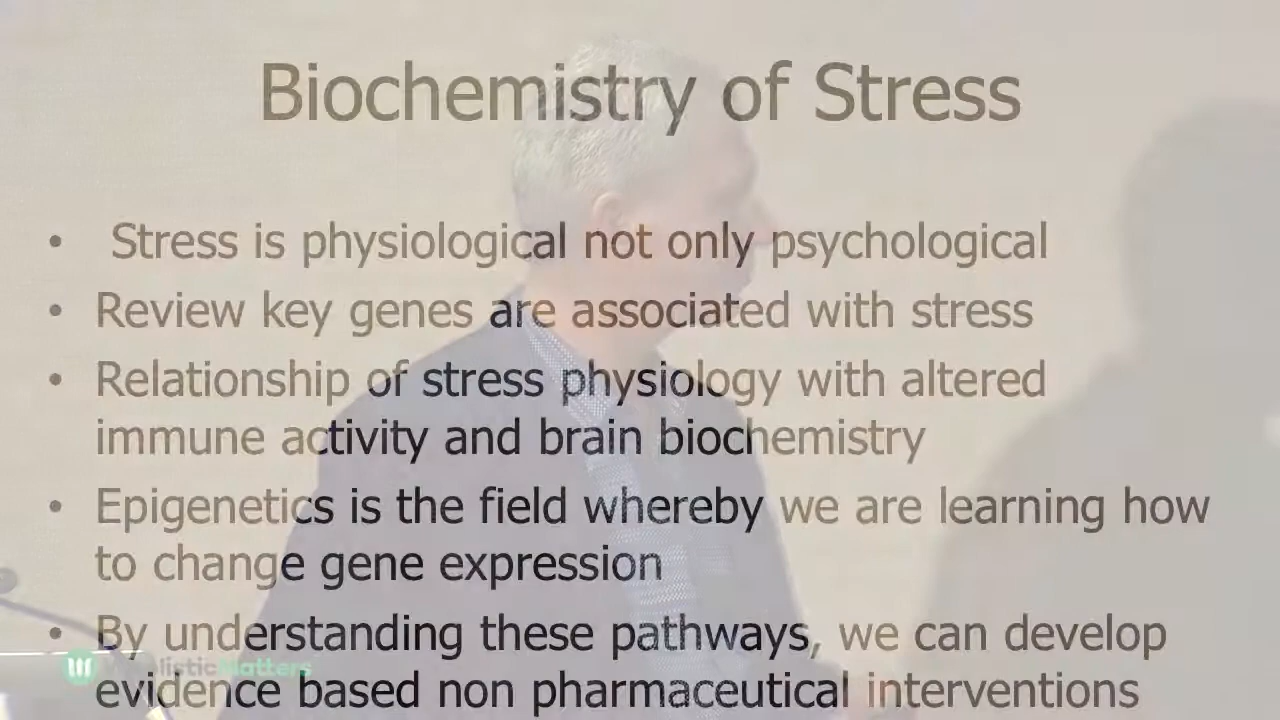 Biochemistry of Stress
• Stress is physiological not only psychological
• Review key genes are associated with stress
• Relationship of stress physiology with altered
immune activity and brain biochemistry
• Epigenetics is the field whereby we are learning how
to change gene expression
• By understanding these pathways, we can develop
WholisticMatters
evidence based non pharmaceutical interventions